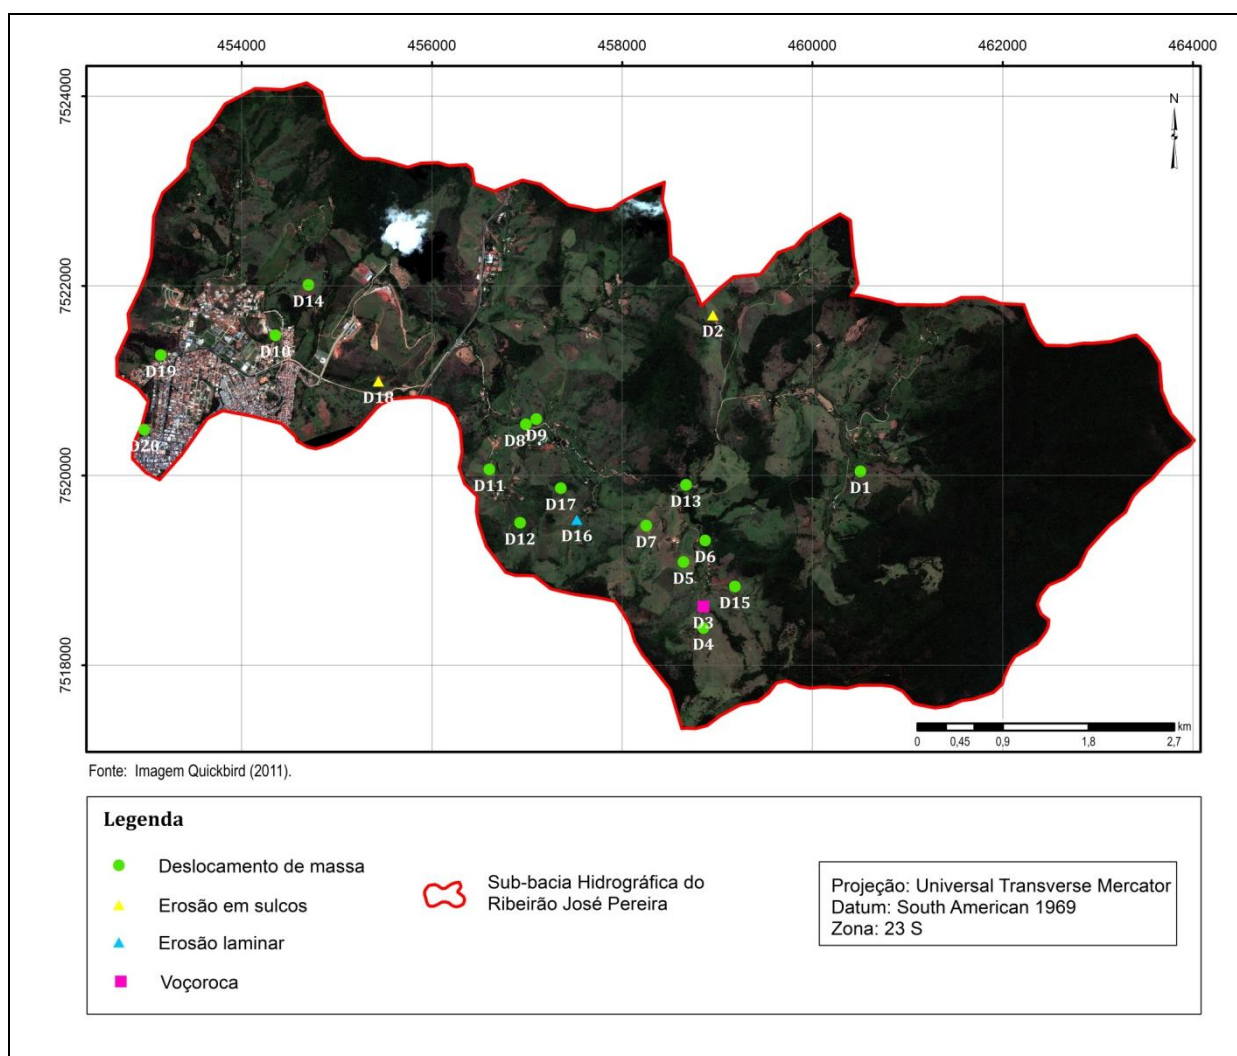 454000
456000
458000
460000
462000
464000
7524000
7522000
7520000
7518000
N
D14
D10
D19
D20
D18
D2
D8
D9
D11
D17
D12
D16
D13
D7
D6
D5
D15
D3
D4
D1
km
0
0,45
0,9
1,8
2,7
Fonte: Imagem Quickbird (2011).
Legenda
Deslocamento de massa
Erosão em sulcos
Erosão laminar
Voçoroca
Sub-bacia Hidrográfica do
Ribeirão José Pereira
Projeção: Universal Transverse Mercator
Datum: South American 1969
Zona: 23 S